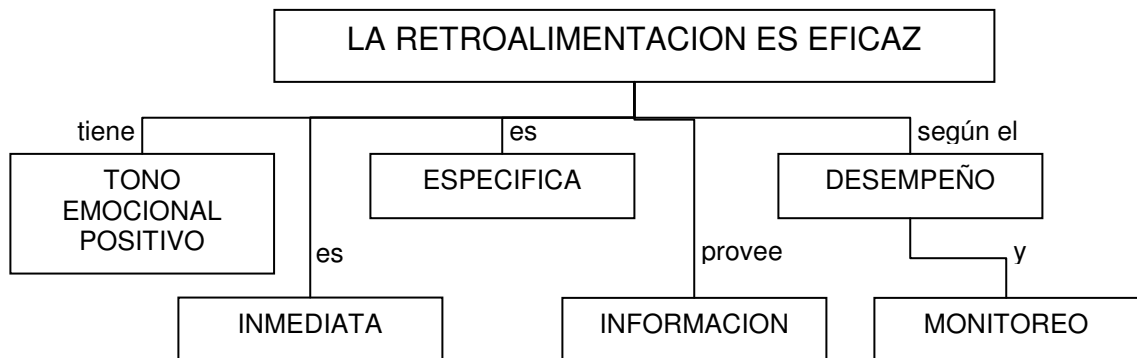 LA RETROALIMENTACION ES EFICAZ
tiene
es
según el
TONO
EMOCIONAL
POSITIVO
ESPECIFICA
DESEMPEÑO
es
provee
y
INMEDIATA
INFORMACION
MONITOREO